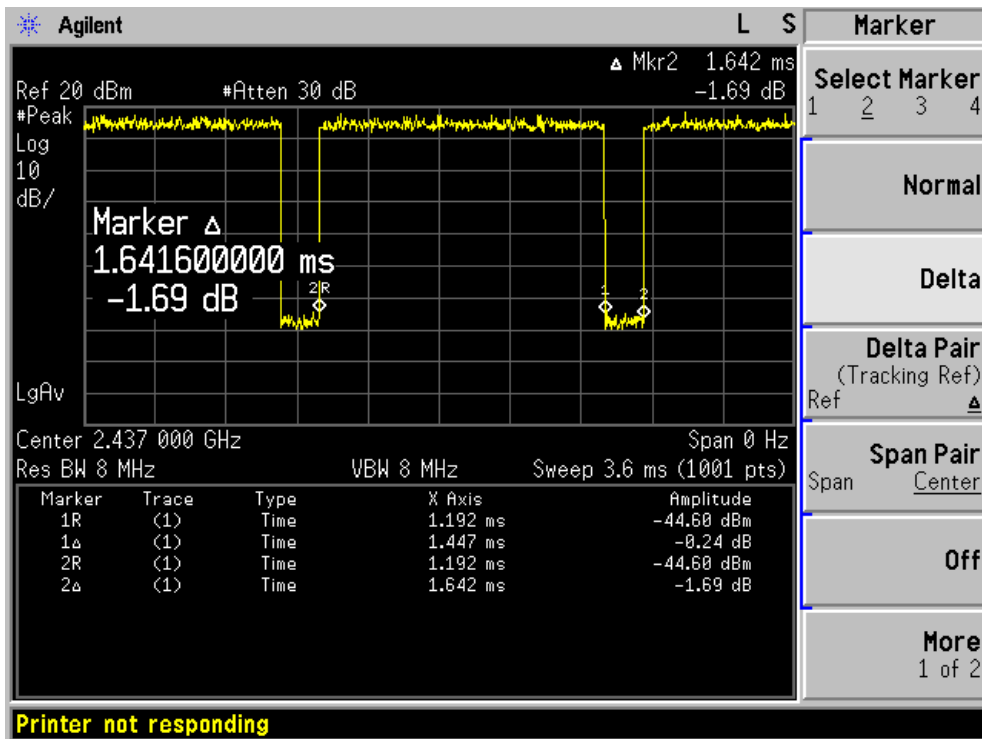 Agilent L S
Δ Mkr2 1.642 ms
Ref 20 dBm #Atten 30 dB -1.69 dB
#Peak
Log
10
dB/
Marker Δ
1.641600000 ms
-1.69 dB
2R
1
2
LgAv
Center 2.437 000 GHz Span 0 Hz
Res BW 8 MHz VBW 8 MHz Sweep 3.6 ms (1001 pts)
Marker Trace Type X Axis Amplitude
1R (1) Time 1.192 ms -44.60 dBm
1Δ (1) Time 1.447 ms -0.24 dB
2R (1) Time 1.192 ms -44.60 dBm
2Δ (1) Time 1.642 ms -1.69 dB
Printer not responding
Marker
Select Marker
1 2 3 4
Normal
Delta
Delta Pair
(Tracking Ref)
Ref Δ
Span Pair
Span Center
Off
More
1 of 2